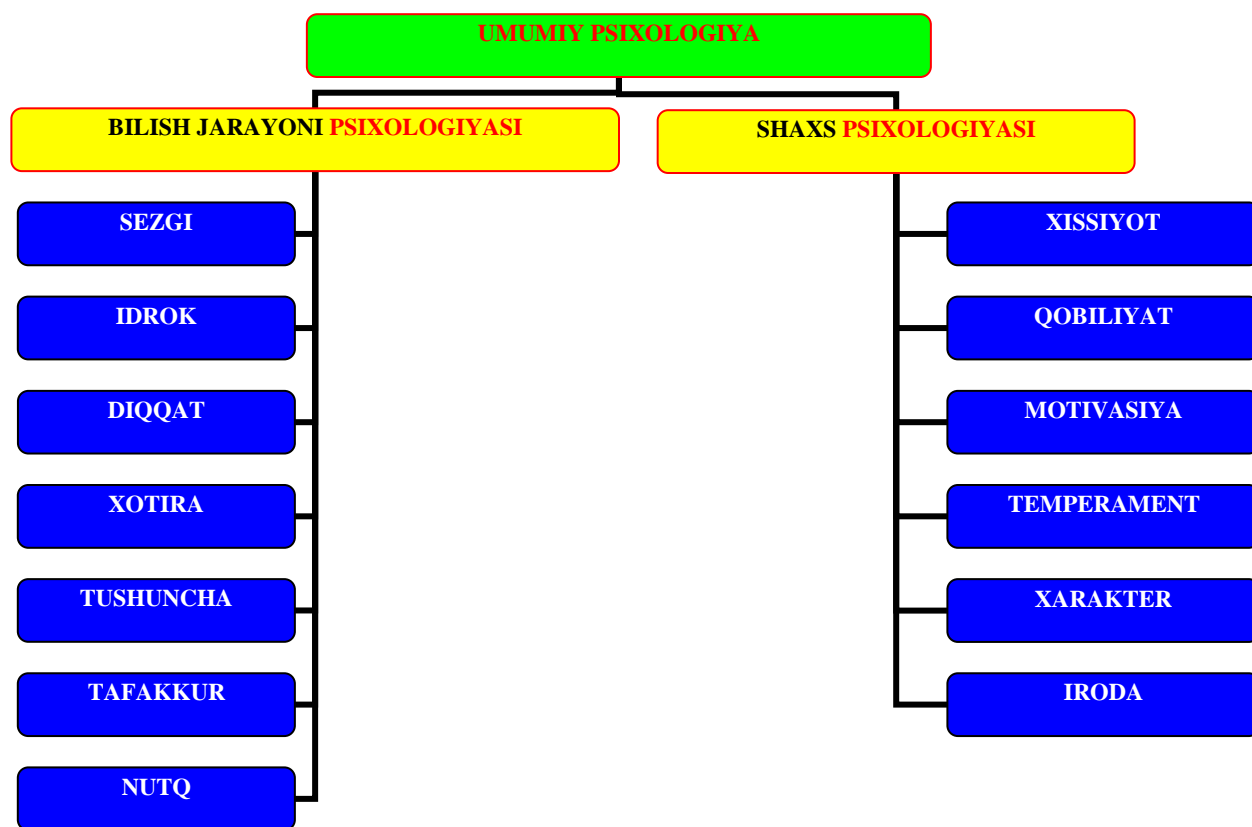 UMUMIY PSIXOLOGIYA
BILISH JARAYONI PSIXOLOGIYASI
SHAXS PSIXOLOGIYASI
SEZGI
IDROK
DIQQAT
XOTIRA
TUSHUNCHA
TAFAKKUR
NUTQ
XISSIYOT
QOBILIYAT
MOTIVASIYA
TEMPERAMENT
XARAKTER
IRODA